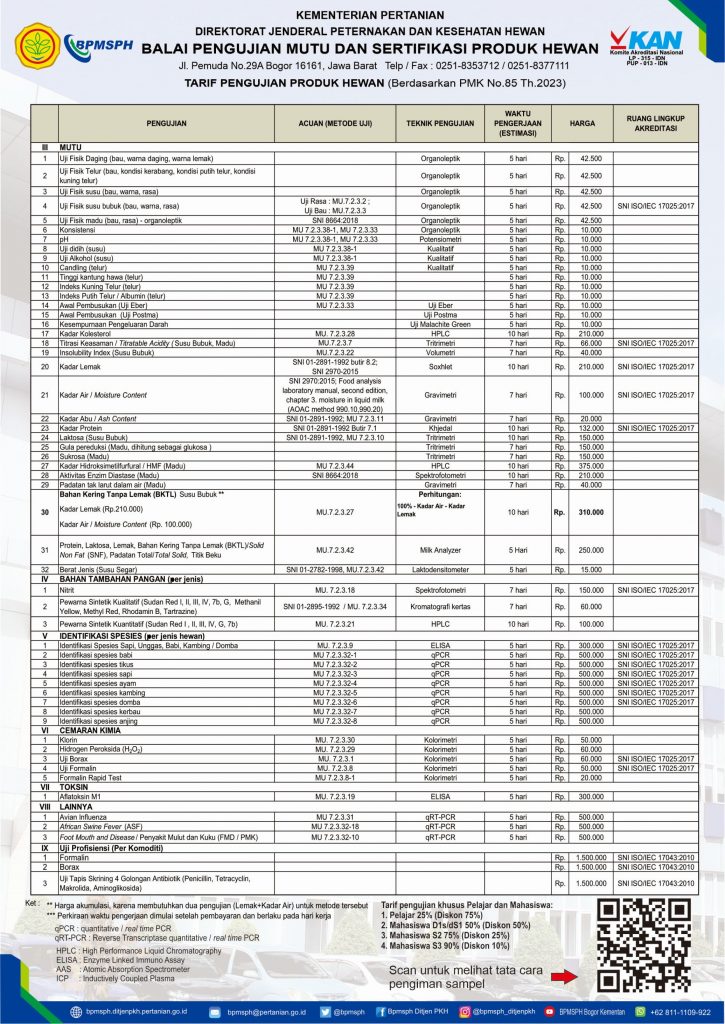 KEMENTERIAN PERTANIAN
DIREKTORAT JENDERAL PETERNAKAN DAN KESEHATAN HEWAN
BALAI PENGUJIAN MUTU DAN SERTIFIKASI PRODUK HEWAN
Jl. Pemuda No.29A Bogor 16161, Jawa Barat Telp / Fax : 0251-8353712 / 0251-8377111
TARIF PENGUJIAN PRODUK HEWAN (Berdasarkan PMK No.85 Th.2023)
BPMSPH
KAN
Komite Akreditasi Nasional
LP - 315 - IDN
PUP - 013 - IDN
PENGUJIAN ACUAN (METODE UJI) TEKNIK PENGUJIAN WAKTU PENGERJAAN (ESTIMASI) HARGA RUANG LINGKUP AKREDITASI
III MUTU
1 Uji Fisik Daging (bau, warna daging, warna lemak) Organoleptik 5 hari Rp. 42.500
2 Uji Fisik Telur (bau, kondisi kerabang, kondisi putih telur, kondisi kuning telur) Organoleptik 5 hari Rp. 42.500
3 Uji Fisik susu (bau, warna, rasa) Organoleptik 5 hari Rp. 42.500
4 Uji Fisik susu bubuk (bau, warna, rasa) Uji Rasa : MU.7.2.3.2 ; Uji Bau : MU.7.2.3.3 Organoleptik 5 hari Rp. 42.500 SNI ISO/IEC 17025:2017
5 Uji Fisik madu (bau, rasa) - organoleptik SNI 8664:2018 Organoleptik 5 hari Rp. 42.500
6 Konsistensi MU 7.2.3.38-1, MU 7.2.3.33 Organoleptik 5 hari Rp. 10.000
7 pH MU 7.2.3.38-1, MU 7.2.3.33 Potensiometri 5 hari Rp. 10.000
8 Uji didih (susu) MU 7.2.3.38-1 Kualitatif 5 hari Rp. 10.000
9 Uji Alkohol (susu) MU 7.2.3.38-1 Kualitatif 5 hari Rp. 10.000
10 Candling (telur) MU 7.2.3.39 Kualitatif 5 hari Rp. 10.000
11 Tinggi kantung hawa (telur) MU 7.2.3.39 5 hari Rp. 10.000
12 Indeks Kuning Telur (telur) MU 7.2.3.39 5 hari Rp. 10.000
13 Indeks Putih Telur / Albumin (telur) MU 7.2.3.39 5 hari Rp. 10.000
14 Awal Pembusukan (Uji Eber) MU 7.2.3.33 Uji Eber 5 hari Rp. 10.000
15 Awal Pembusukan (Uji Postma) Uji Postma 5 hari Rp. 10.000
16 Kesempurnaan Pengeluaran Darah Uji Malachite Green 5 hari Rp. 10.000
17 Kadar Kolesterol MU. 7.2.3.28 HPLC 10 hari Rp. 210.000
18 Titrasi Keasaman / Titratable Acidity ( Susu Bubuk, Madu) MU.7.2.3.7 Tritrimetri 7 hari Rp. 66.000 SNI ISO/IEC 17025:2017
19 Insolubility Index (Susu Bubuk) MU.7.2.3.22 Volumetri 7 hari Rp. 40.000
20 Kadar Lemak SNI 01-2891-1992 butir 8.2; SNI 2970-2015 Soxhlet 10 hari Rp. 210.000 SNI ISO/IEC 17025:2017
21 Kadar Air / Moisture Content SNI 2970:2015; Food analysis laboratory manual, second edition, chapter 3. moisture in liquid milk (AOAC method 990.10,990.20) Gravimetri 7 hari Rp. 100.000 SNI ISO/IEC 17025:2017
22 Kadar Abu / Ash Content SNI 01-2891-1992; MU 7.2.3.11 Gravimetri 7 hari Rp. 20.000
23 Kadar Protein SNI 01-2891-1992 Butir 7.1 Khjedal 10 hari Rp. 132.000 SNI ISO/IEC 17025:2017
24 Laktosa (Susu Bubuk) SNI 01-2891-1992, MU 7.2.3.10 Tritrimetri 10 hari Rp. 150.000
25 Gula pereduksi (Madu, dihitung sebagai glukosa ) Tritrimetri 7 hari Rp. 150.000
26 Sukrosa (Madu) Tritrimetri 7 hari Rp. 150.000
27 Kadar Hidroksimetilfurfural / HMF (Madu) MU 7.2.3.44 HPLC 10 hari Rp. 375.000
28 Aktivitas Enzim Diastase (Madu) SNI 8664:2018 Spektrofotometri 10 hari Rp. 210.000
29 Padatan tak larut dalam air (Madu) Gravimetri 7 hari Rp. 40.000
30 Bahan Kering Tanpa Lemak (BKTL) Susu Bubuk ** Kadar Lemak (Rp.210.000) Kadar Air / Moisture Content (Rp. 100.000) MU.7.2.3.27 Perhitungan: 100% - Kadar Air - Kadar Lemak 10 hari Rp. 310.000
31 Protein, Laktosa, Lemak, Bahan Kering Tanpa Lemak (BKTL)/Solid Non Fat (SNF), Padatan Total/Total Solid, Titik Beku MU.7.2.3.42 Milk Analyzer 5 Hari Rp. 250.000
32 Berat Jenis (Susu Segar) SNI 01-2782-1998, MU.7.2.3.42 Laktodensitometer 5 hari Rp. 15.000
IV BAHAN TAMBAHAN PANGAN (per jenis)
1 Nitrit MU.7.2.3.18 Spektrofotometri 7 hari Rp. 150.000 SNI ISO/IEC 17025:2017
2 Pewarna Sintetik Kualitatif (Sudan Red I, II, III, IV, 7b, G, Methanil Yellow, Methyl Red, Rhodamin B, Tartrazine) SNI 01-2895-1992 / MU. 7.2.3.34 Kromatografi kertas 7 hari Rp. 60.000
3 Pewarna Sintetik Kuantitatif (Sudan Red I , II, III, IV, G, 7b) MU.7.2.3.21 HPLC 10 hari Rp. 100.000
V IDENTIFIKASI SPESIES (per jenis hewan)
1 Identifikasi Spesies Sapi, Unggas, Babi, Kambing / Domba MU 7.2.3.9 ELISA 5 hari Rp. 300.000 SNI ISO/IEC 17025:2017
2 Identifikasi spesies babi MU 7.2.3.32-1 qPCR 5 hari Rp. 500.000 SNI ISO/IEC 17025:2017
3 Identifikasi spesies tikus MU 7.2.3.32-2 qPCR 5 hari Rp. 500.000 SNI ISO/IEC 17025:2017
4 Identifikasi spesies sapi MU 7.2.3.32-3 qPCR 5 hari Rp. 500.000 SNI ISO/IEC 17025:2017
5 Identifikasi spesies ayam MU 7.2.3.32-4 qPCR 5 hari Rp. 500.000 SNI ISO/IEC 17025:2017
6 Identifikasi spesies kambing MU 7.2.3.32-5 qPCR 5 hari Rp. 500.000 SNI ISO/IEC 17025:2017
7 Identifikasi spesies domba MU 7.2.3.32-6 qPCR 5 hari Rp. 500.000 SNI ISO/IEC 17025:2017
8 Identifikasi spesies kerbau MU 7.2.3.32-7 qPCR 5 hari Rp. 500.000
9 Identifikasi spesies anjing MU 7.2.3.32-8 qPCR 5 hari Rp. 500.000
VI CEMARAN KIMIA
1 Klorin MU. 7.2.3.30 Kolorimetri 5 hari Rp. 50.000
2 Hidrogen Peroksida (H2O2) MU. 7.2.3.29 Kolorimetri 5 hari Rp. 60.000
3 Uji Borax MU. 7.2.3.1 Kolorimetri 5 hari Rp. 60.000 SNI ISO/IEC 17025:2017
4 Uji Formalin MU. 7.2.3.8 Kolorimetri 5 hari Rp. 50.000 SNI ISO/IEC 17025:2017
5 Formalin Rapid Test MU. 7.2.3.8-1 Kolorimetri 5 hari Rp. 20.000
VII TOKSIN
1 Aflatoksin M1 MU. 7.2.3.19 ELISA 5 hari Rp. 300.000
VIII LAINNYA
1 Avian Influenza MU.7.2.3.31 qRT-PCR 5 hari Rp. 500.000
2 African Swine Fever (ASF) MU.7.2.3.32-18 qRT-PCR 5 hari Rp. 500.000
3 Foot Mouth and Disease / Penyakit Mulut dan Kuku (FMD / PMK) MU.7.2.3.32-10 qRT-PCR 5 hari Rp. 500.000
IX Uji Profisiensi (Per Komoditi)
1 Formalin Rp. 1.500.000 SNI ISO/IEC 17043:2010
2 Borax Rp. 1.500.000 SNI ISO/IEC 17043:2010
3 Uji Tapis Skrining 4 Golongan Antibiotik (Penicillin, Tetracyclin, Makrolida, Aminoglikosida) Rp. 1.500.000 SNI ISO/IEC 17043:2010
Ket : ** Harga akumulasi, karena membutuhkan dua pengujian (Lemak+Kadar Air) untuk metode tersebut
*** Perkiraan waktu pengerjaan dimulai setelah pembayaran dan berlaku pada hari kerja
qPCR : quantitative / real time PCR
qRT-PCR : Reverse Transcriptase quantitative / real time PCR
HPLC : High Performance Liquid Chromatography
ELISA : Enzyme Linked Immuno Assay
AAS : Atomic Absorption Spectrometer
ICP : Inductively Coupled Plasma
Tarif pengujian khusus Pelajar dan Mahasiswa:
1. Pelajar 25% (Diskon 75%)
2. Mahasiswa D1s/dS1 50% (Diskon 50%)
3. Mahasiswa S2 75% (Diskon 25%)
4. Mahasiswa S3 90% (Diskon 10%)
Scan untuk melihat tata cara
pengiman sampel
bpmsph.ditjenpkh.pertanian.go.id bpmsph@pertanian.go.id @bpmsph Bpmsph Ditjen PKH @bpmsph_ditjenpkh BPMSPH Bogor Kementan +62 811-1109-922